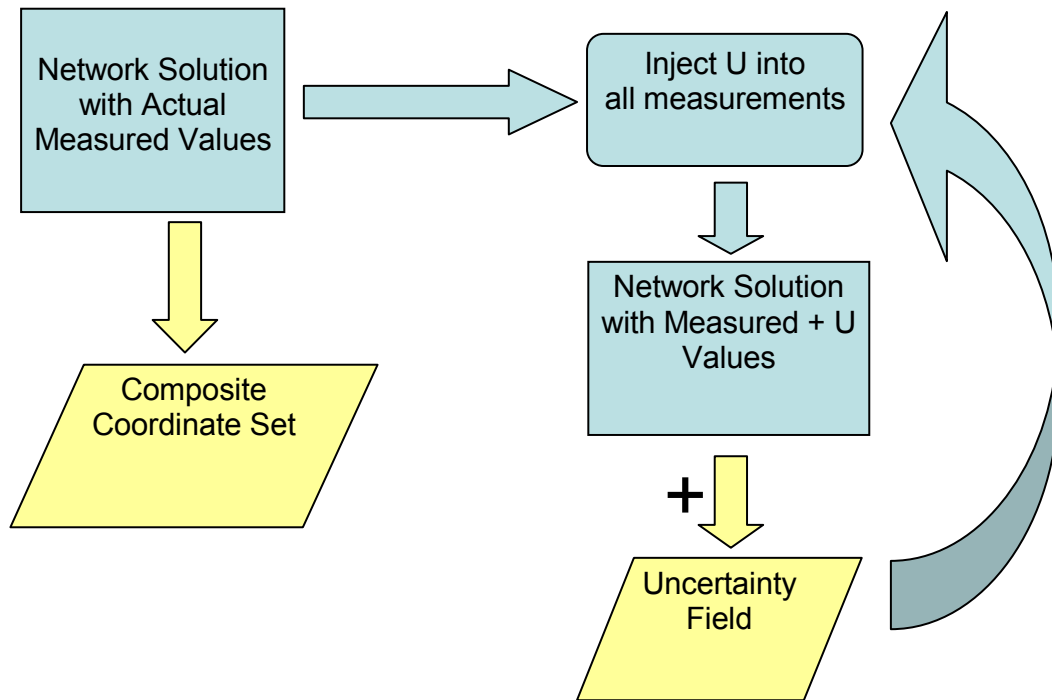 Network Solution
with Actual
Measured Values
Inject U into
all measurements
Network Solution
with Measured + U
Values
Composite
Coordinate Set
+
Uncertainty
Field